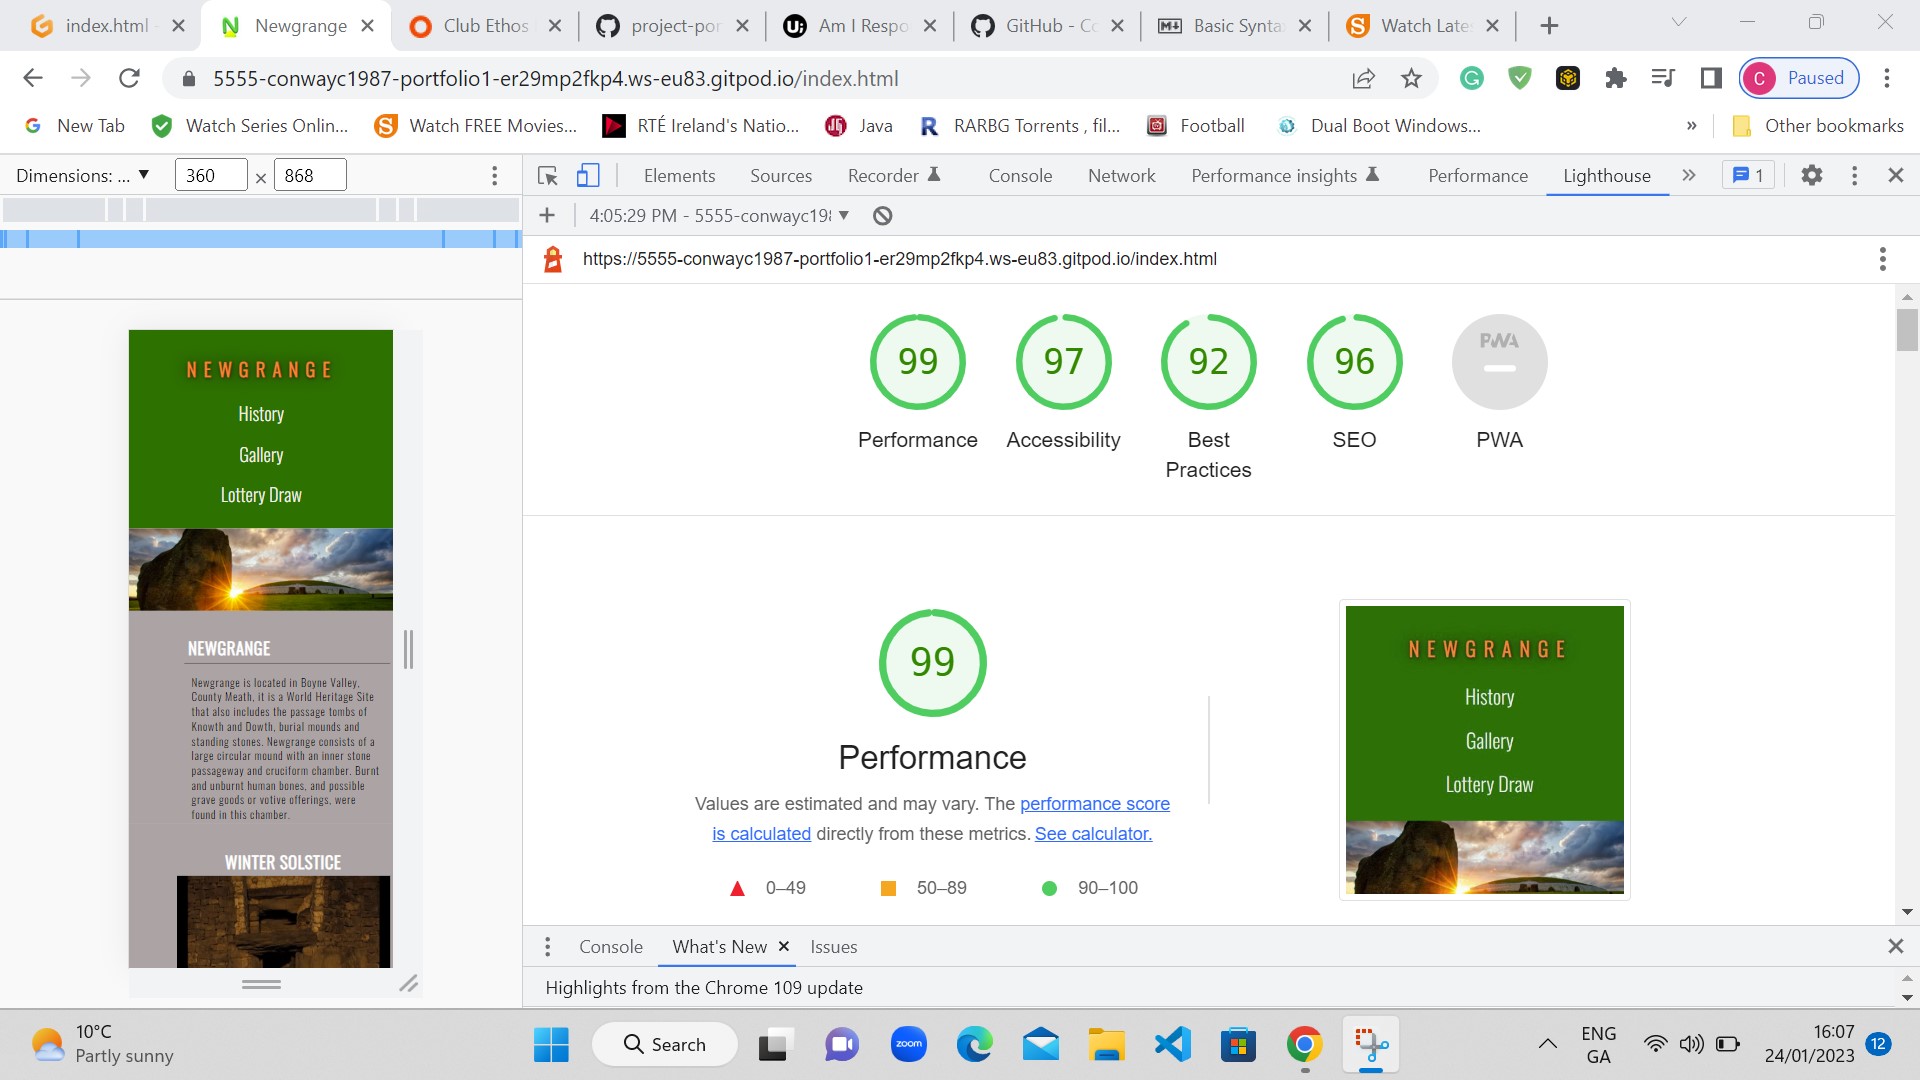 index.html -
Newgrange
Club Ethos
project-por
Am I Respo
GitHub - Co
Basic Synta
Watch Late
5555-conwayc1987-portfolio1-er29mp2fkp4.ws-eu83.gitpod.io/index.html
C
Paused
New Tab
Watch Series Onlin...
Watch FREE Movies...
RTÉ Ireland's Natio...
Java
RARBG Torrents , fil...
Football
Dual Boot Windows...
»
Other bookmarks
Dimensions: ... ▼
360
×
868
Elements
Sources
Recorder
Console
Network
Performance insights
Performance
Lighthouse
»
1
4:05:29 PM - 5555-conwayc198
https://5555-conwayc1987-portfolio1-er29mp2fkp4.ws-eu83.gitpod.io/index.html
NEWGRANGE
History
Gallery
Lottery Draw
NEWGRANGE
Newgrange is located in Boyne Valley,
County Meath, it is a World Heritage Site
that also includes the passage tombs of
Knowth and Dowth, burial mounds and
standing stones. Newgrange consists of a
large circular mound with an inner stone
passageway and cruciform chamber. Burnt
and unburnt human bones, and possible
grave goods or votive offerings, were
found in this chamber.
WINTER SOLSTICE
99
97
92
96
PWA
Performance
Accessibility
Best
Practices
SEO
PWA
99
Performance
Values are estimated and may vary. The performance score
is calculated directly from these metrics. See calculator.
0–49
50–89
90–100
NEWGRANGE
History
Gallery
Lottery Draw
Console
What's New
Issues
Highlights from the Chrome 109 update
10°C
Partly sunny
Search
zoom
ENG
GA
16:07
24/01/2023
12